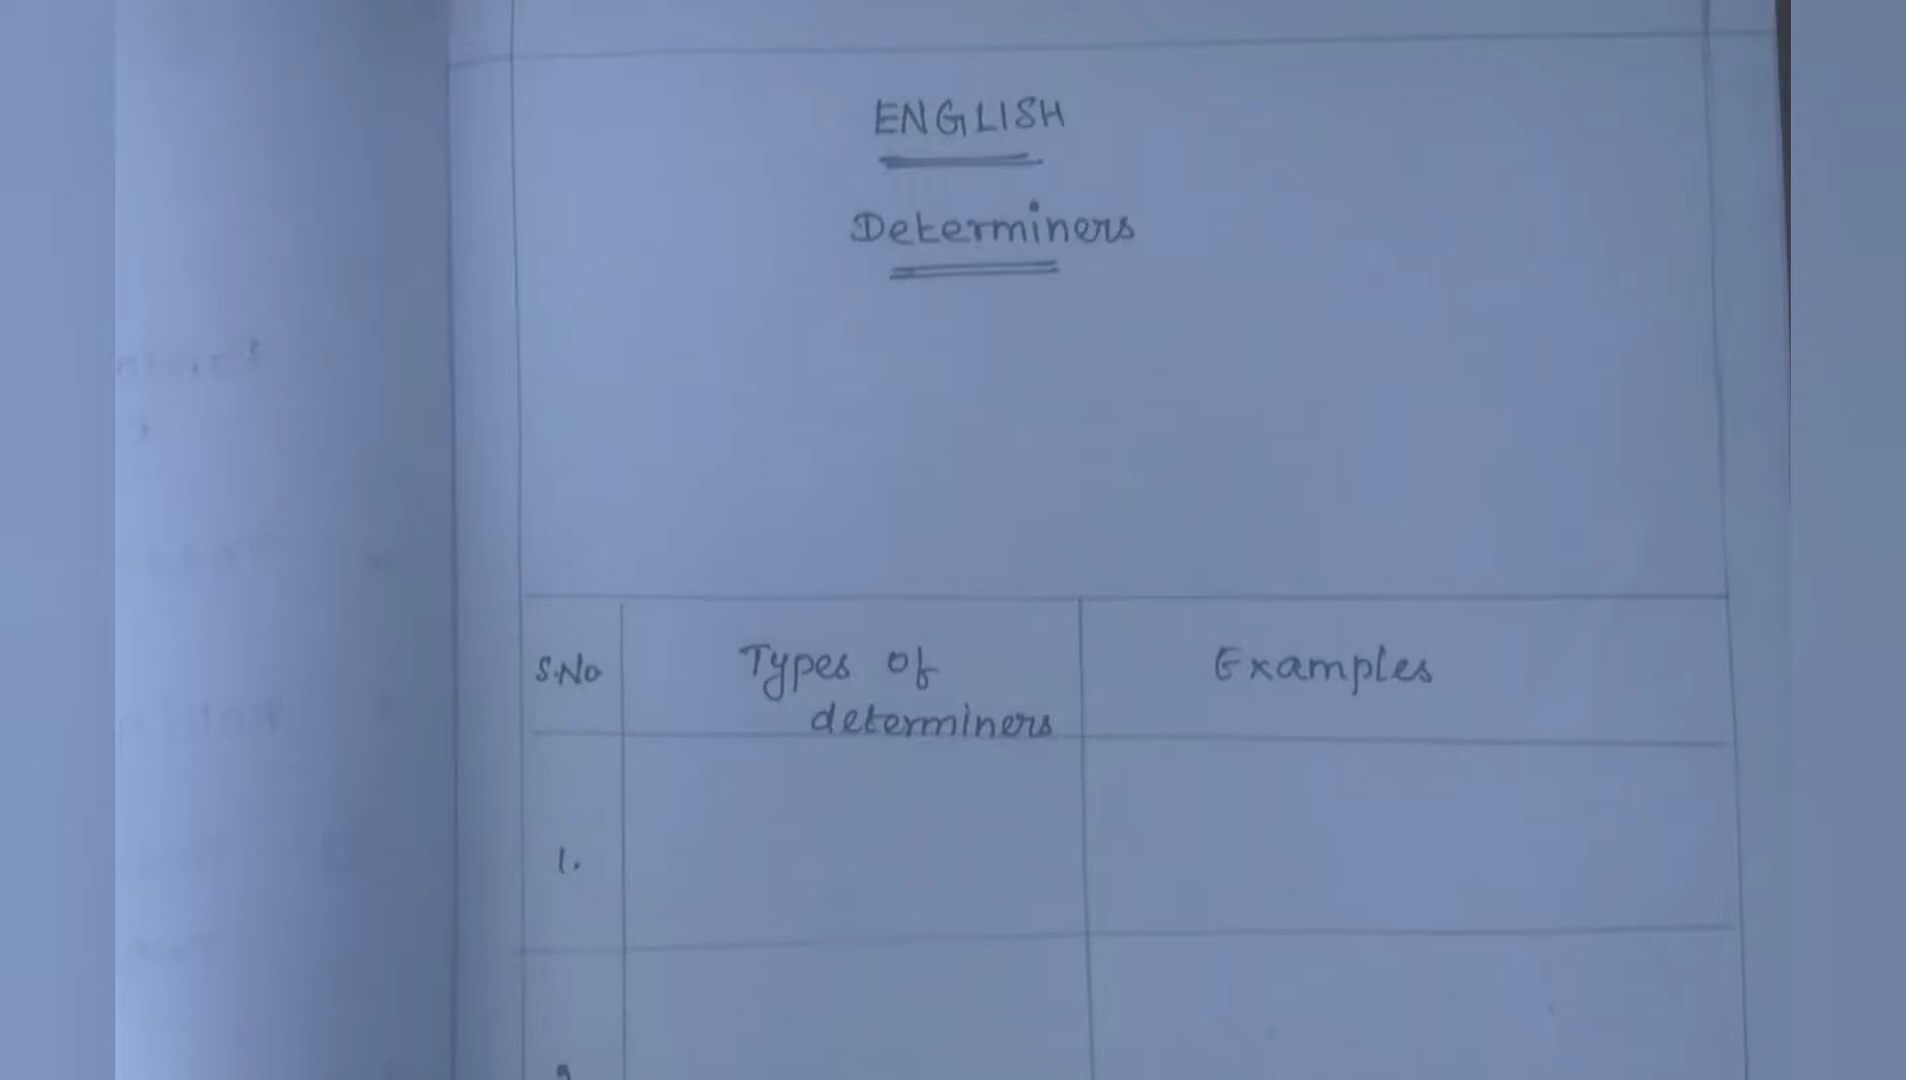 ENGLISH
Determiners
S.No
Types of
determiners
Examples
1.